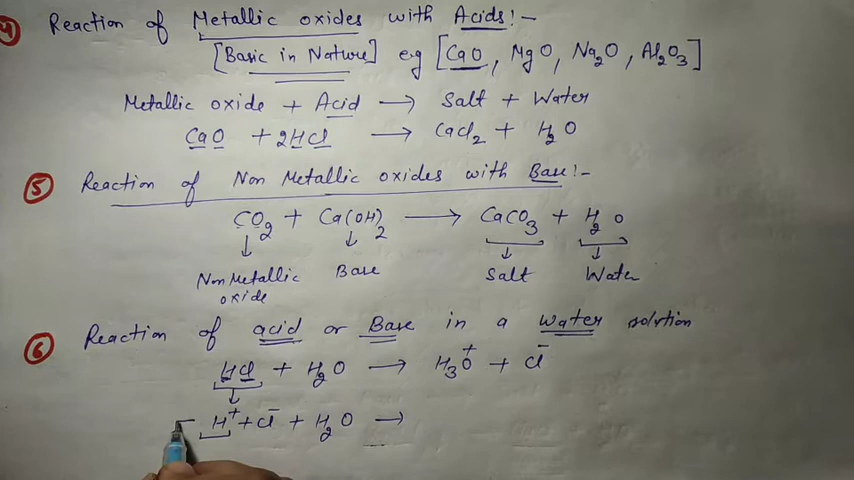 4 Reaction of Metallic oxides with Acids!-
[Basic in Nature] eg [CaO, MgO, Na₂O, Al₂O₃]
Metallic oxide + Acid → Salt + Water
CaO + 2HCl → CaCl₂ + H₂O
5 Reaction of Non Metallic oxides with Base!-
CO₂ + Ca(OH)₂ → CaCO₃ + H₂O
↓ ↓ ↓ ↓
Non Metallic oxide Base Salt Water
6 Reaction of acid or Base in a water solution
HCl + H₂O → H₃O⁺ + Cl⁻
↓
H⁺ + Cl⁻ + H₂O →